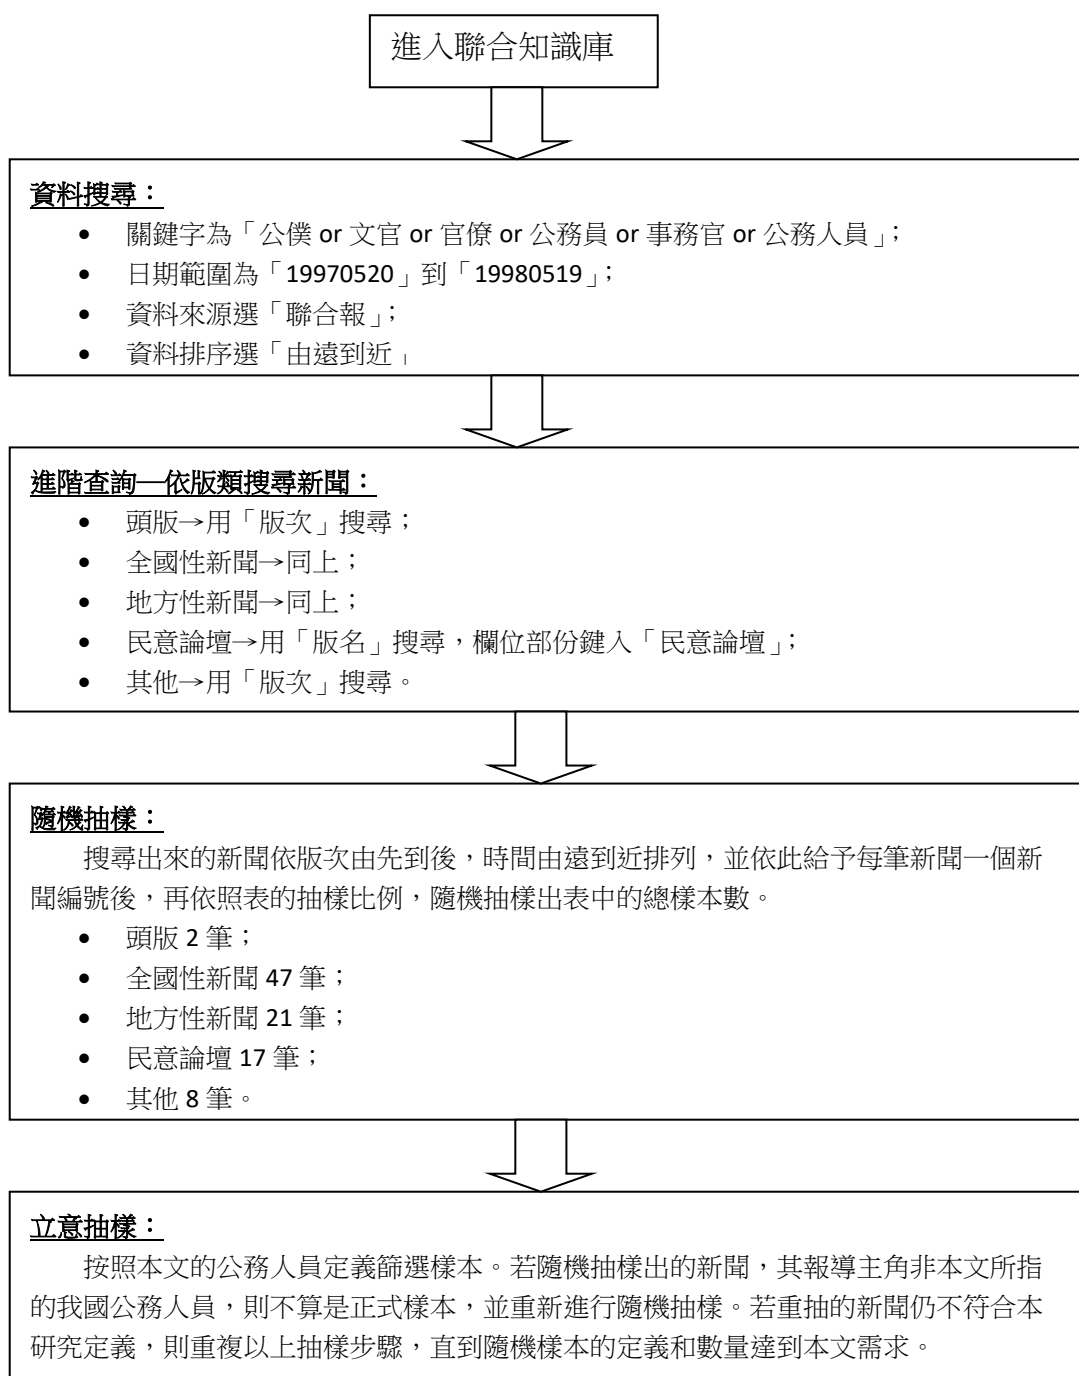 進入聯合知識庫
資料搜尋：
● 關鍵字為「公僕 or 文官 or 官僚 or 公務員 or 事務官 or 公務人員」；
● 日期範圍為「19970520」到「19980519」；
● 資料來源選「聯合報」；
● 資料排序選「由遠到近」
進階查詢—依版類搜尋新聞：
● 頭版→用「版次」搜尋；
● 全國性新聞→同上；
● 地方性新聞→同上；
● 民意論壇→用「版名」搜尋，欄位部份鍵入「民意論壇」；
● 其他→用「版次」搜尋。
隨機抽樣：
搜尋出來的新聞依版次由先到後，時間由遠到近排列，並依此給予每筆新聞一個新
聞編號後，再依照表的抽樣比例，隨機抽樣出表中的總樣本數。
● 頭版 2 筆；
● 全國性新聞 47 筆；
● 地方性新聞 21 筆；
● 民意論壇 17 筆；
● 其他 8 筆。
立意抽樣：
按照本文的公務人員定義篩選樣本。若隨機抽樣出的新聞，其報導主角非本文所指
的我國公務人員，則不算是正式樣本，並重新進行隨機抽樣。若重抽的新聞仍不符合本
研究定義，則重複以上抽樣步驟，直到隨機樣本的定義和數量達到本文需求。